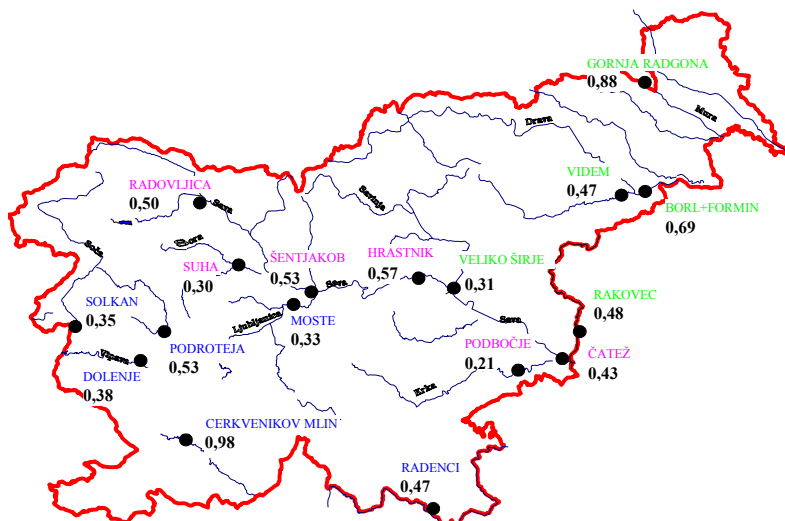 GORNJA RADGONA
0,88
Mura
Drava
VIDEM
0,47
BORL+FORMIN
0,69
RADOVLJICA
0,50
Sava
Savinja
Sora
SUHA
0,30
ŠENTJAKOB
0,53
HRASTNIK
0,57
VELIKO ŠIRJE
0,31
Soča
Sava
SOLKAN
0,35
Ljubljanica
MOSTE
0,33
Sava
RAKOVEC
0,48
Vipava
PODROTEJA
0,53
PODBOČJE
0,21
ČATEŽ
0,43
DOLENJE
0,38
Krka
CERKVENIKOV MLIN
0,98
RADENCI
0,47